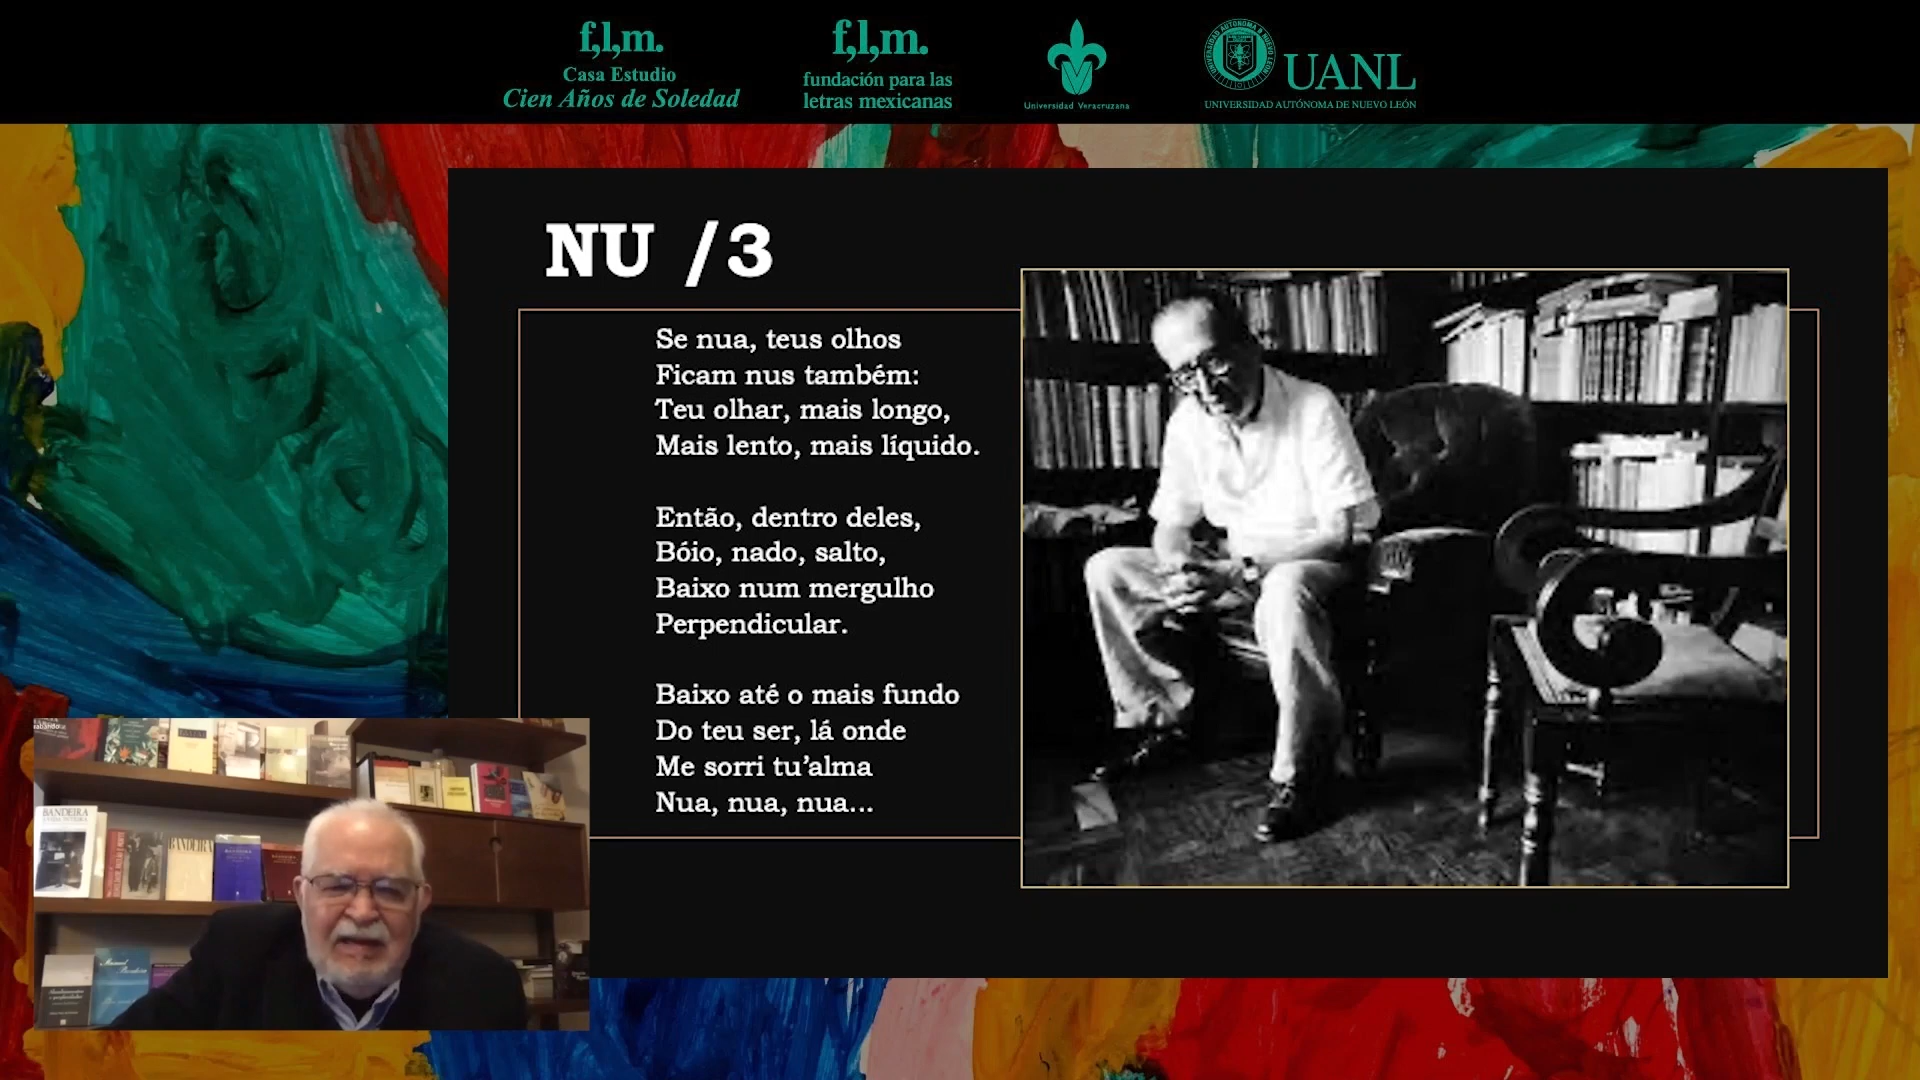 f,l,m.
Casa Estudio
Cien Años de Soledad
f,l,m.
fundación para las
letras mexicanas
Universidad Veracruzana
UANL
UNIVERSIDAD AUTÓNOMA DE NUEVO LEÓN
NU /3
Se nua, teus olhos
Ficam nus também:
Teu olhar, mais longo,
Mais lento, mais líquido.
Então, dentro deles,
Bóio, nado, salto,
Baixo num mergulho
Perpendicular.
Baixo até o mais fundo
Do teu ser, lá onde
Me sorri tu’alma
Nua, nua, nua...
BANDEIRA
BANDEIRA